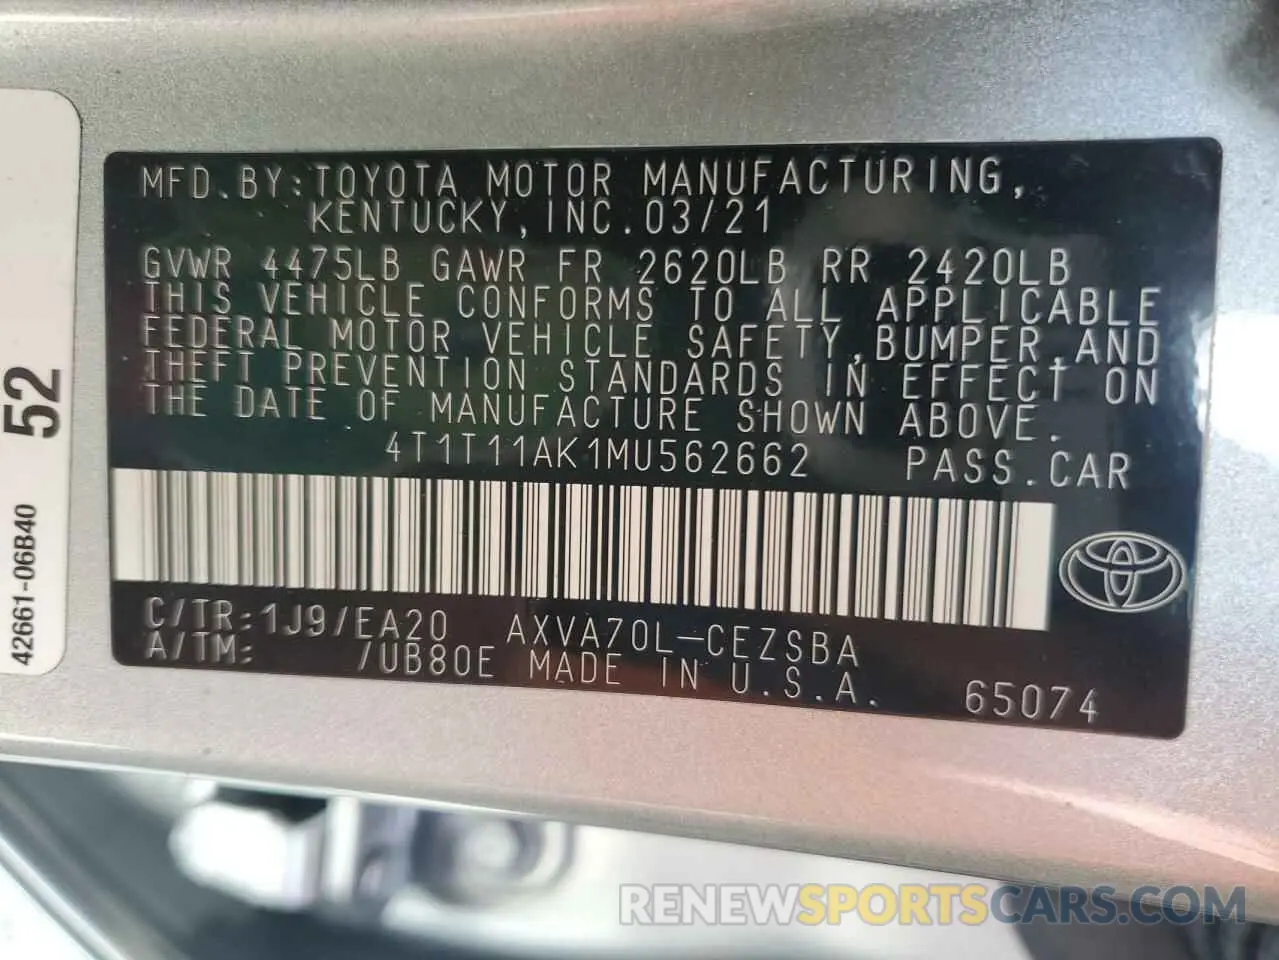 MFD.BY:TOYOTA MOTOR MANUFACTURING,
KENTUCKY,INC.03/21
GVWR 4475LB GAWR FR 2620LB RR 2420LB
THIS VEHICLE CONFORMS TO ALL APPLICABLE
FEDERAL MOTOR VEHICLE SAFETY,BUMPER,AND
THEFT PREVENTION STANDARDS IN EFFECT ON
THE DATE OF MANUFACTURE SHOWN ABOVE.
4T1T11AK1MU562662 PASS.CAR
C/TR:1J9/EA20 AXVA70L-CEZSBA
A/TM: /UB80E MADE IN U.S.A. 65074
52
42661-06B40
RENEWSPORTSCARS.COM